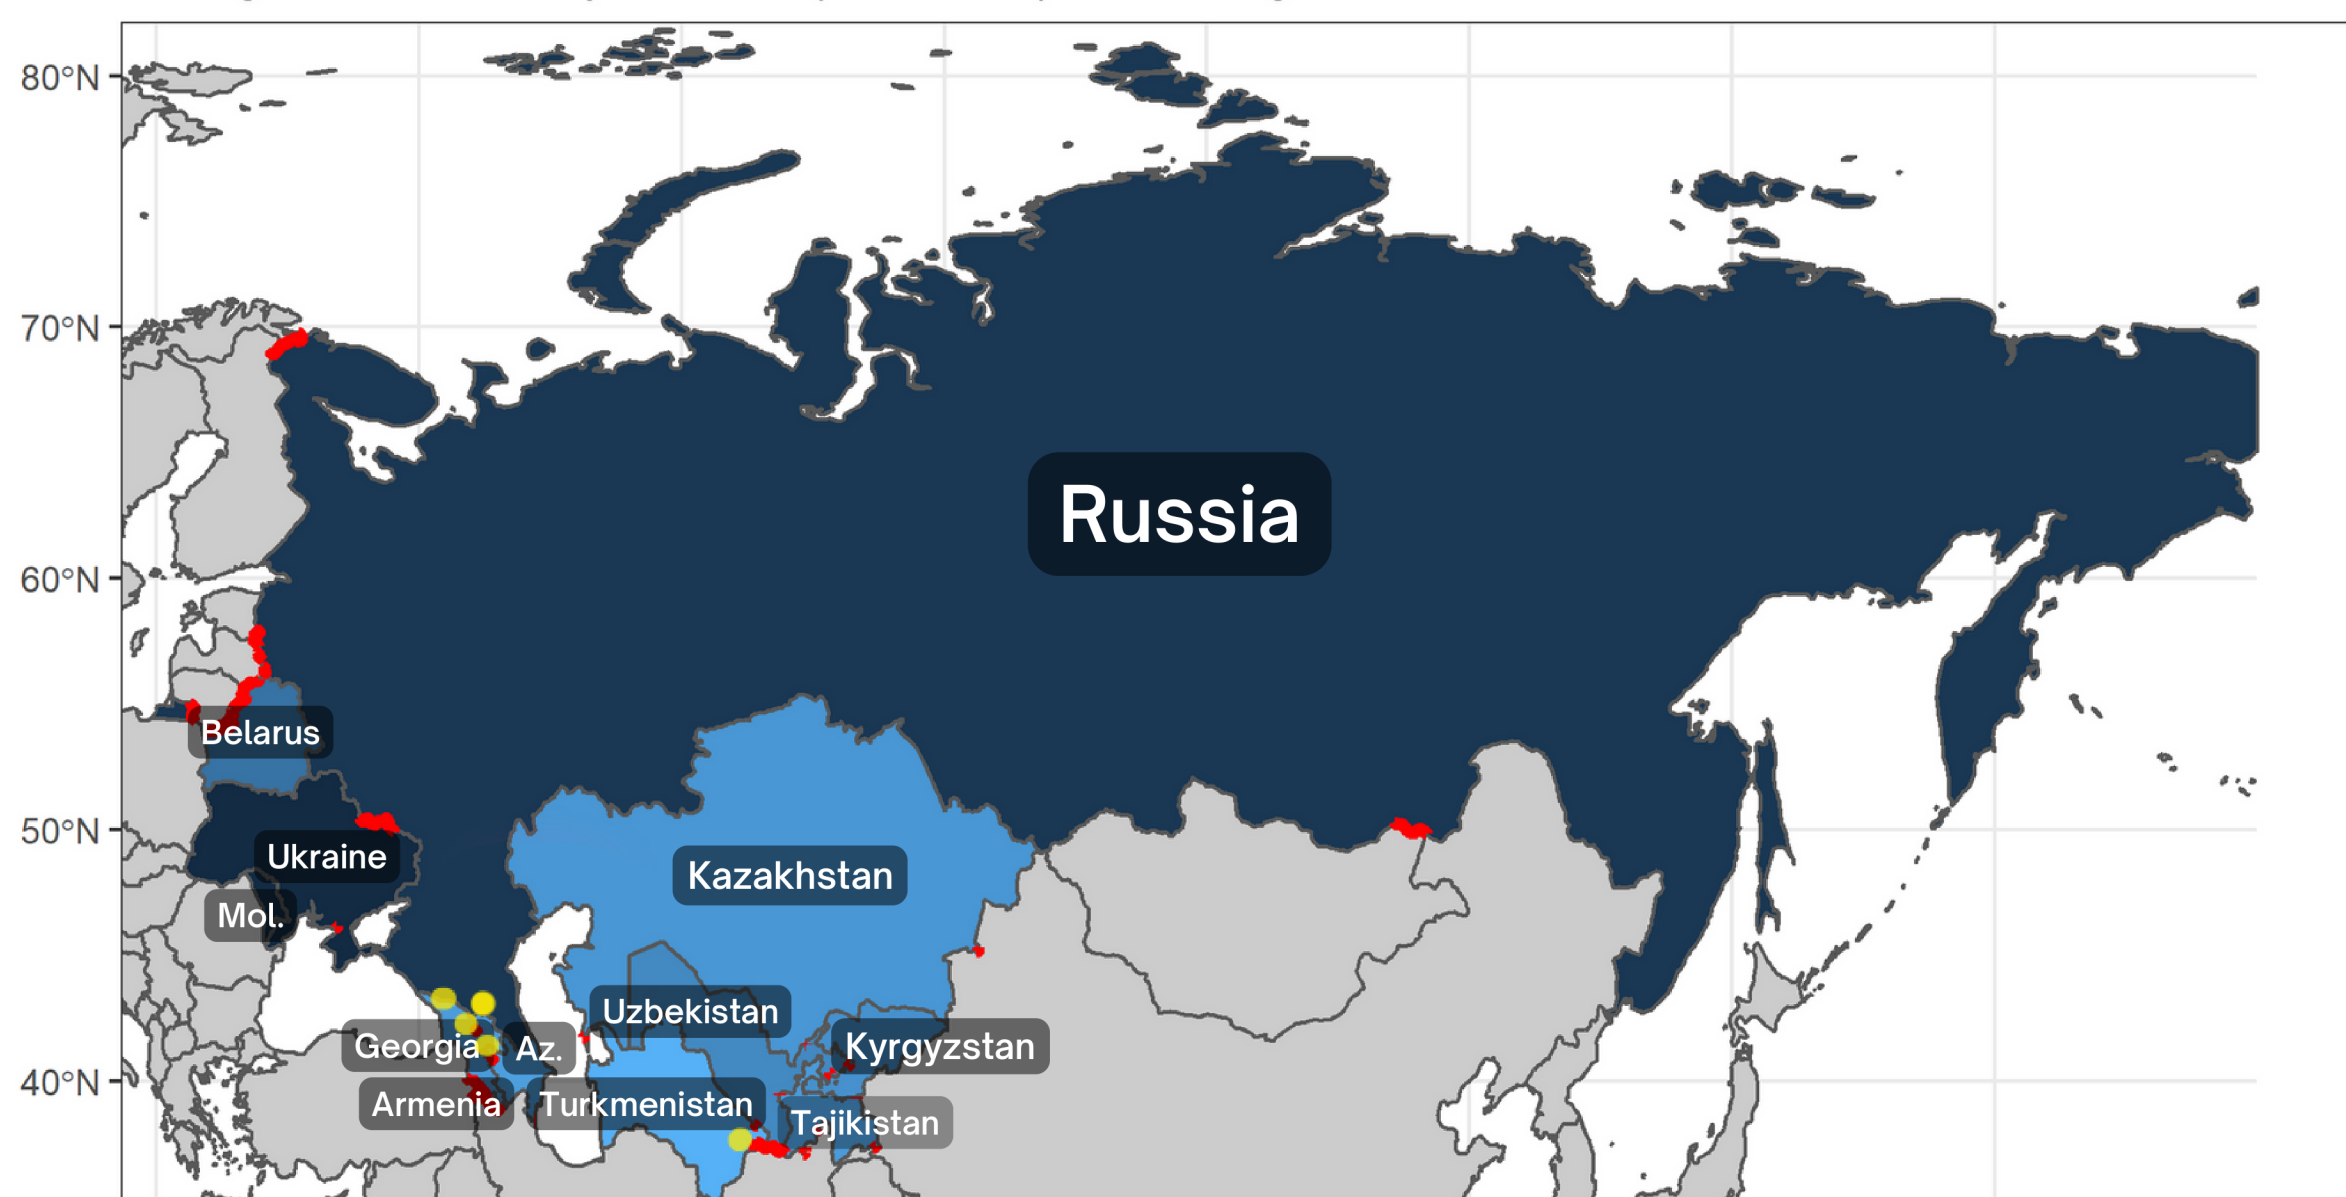 80°N
70°N
Russia
60°N
Belarus
50°N
Ukraine
Kazakhstan
Mol.
Uzbekistan
Georgia
Az.
Kyrgyzstan
40°N
Armenia
Turkmenistan
Tajikistan